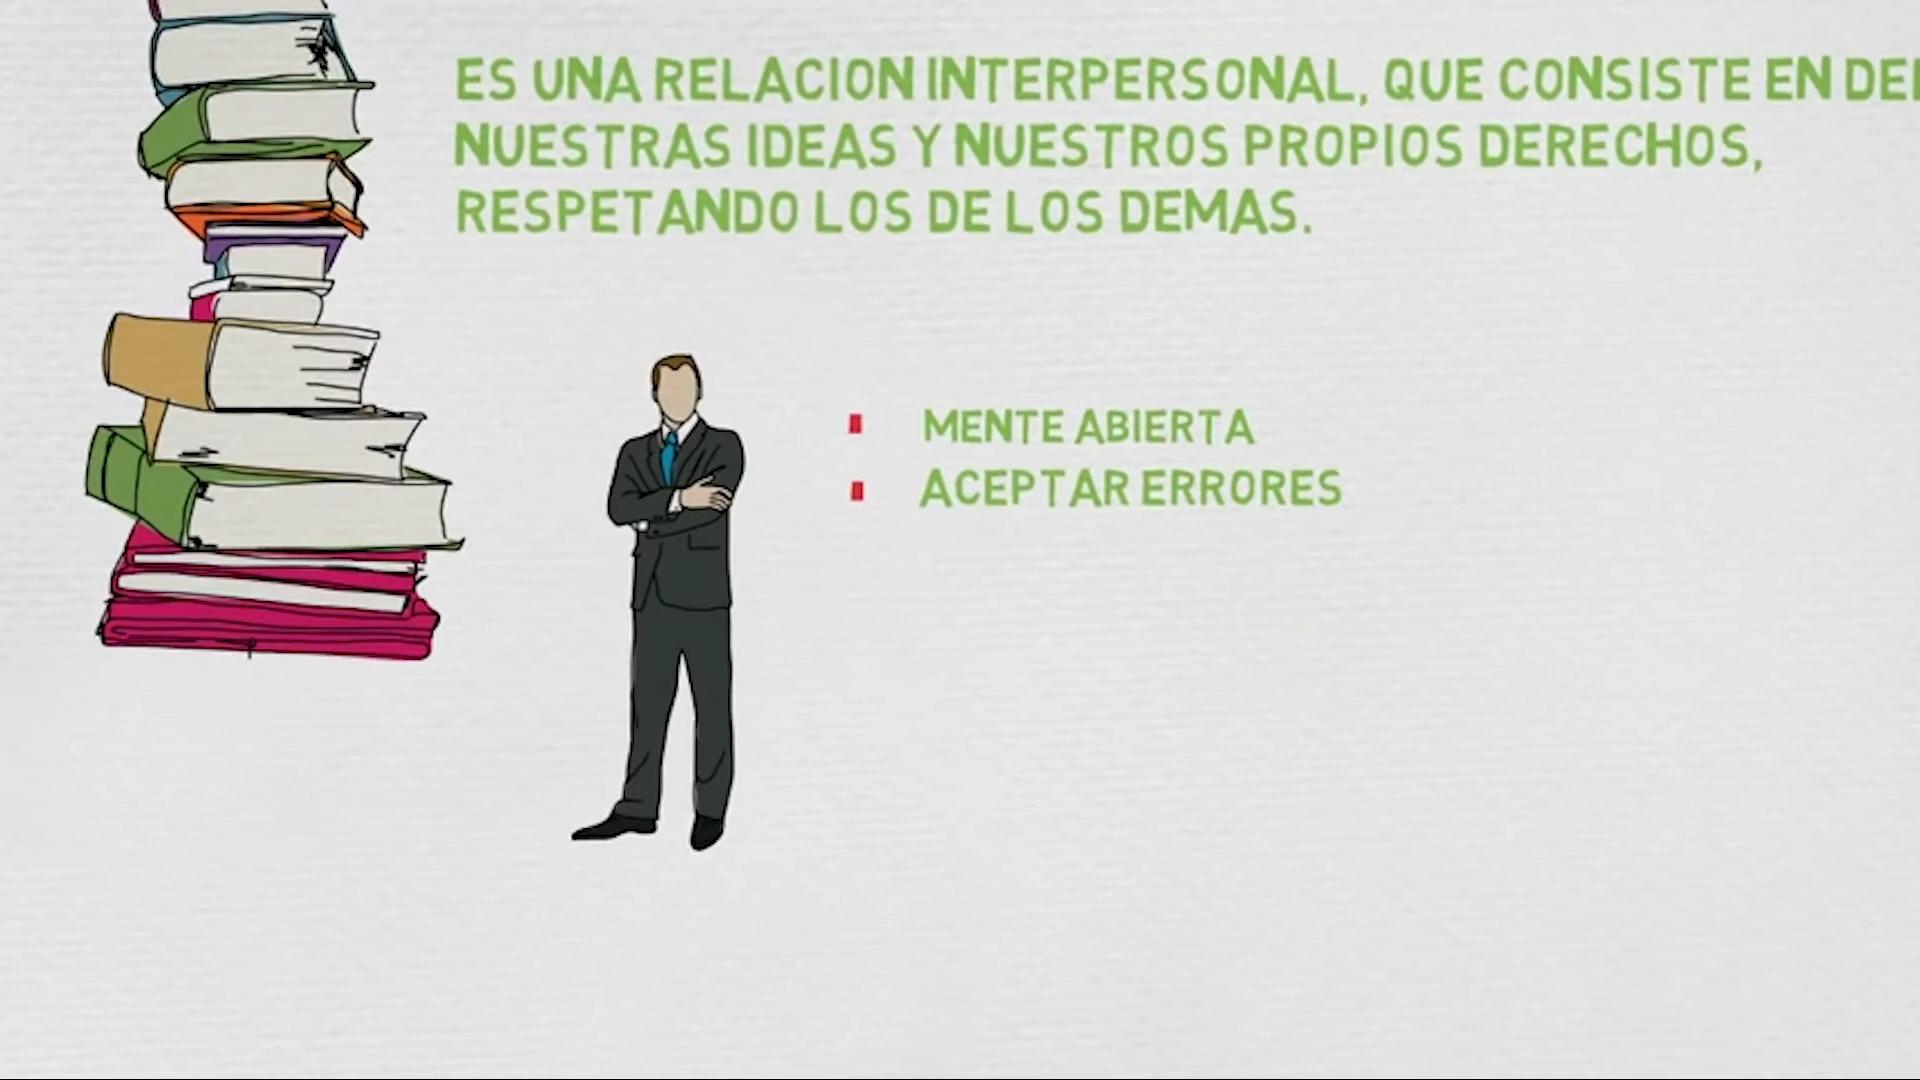 ES UNA RELACION INTERPERSONAL, QUE CONSISTE EN
NUESTRAS IDEAS Y NUESTROS PROPIOS DERECHOS,
RESPETANDO LOS DE LOS DEMAS.
MENTE ABIERTA
ACEPTAR ERRORES